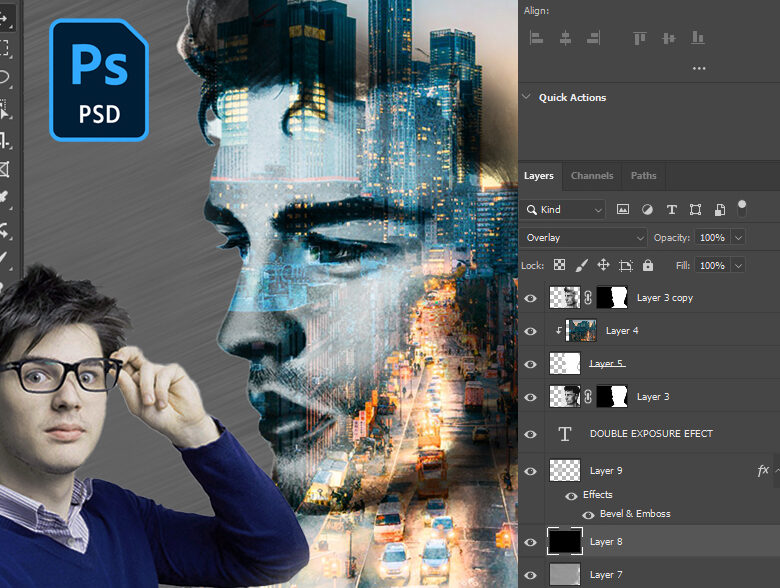 Align:
Quick Actions
Ps
PSD
Layers Channels Paths
Kind
Overlay Opacity: 100%
Lock: Fill: 100%
Layer 3 copy
Layer 4
Layer 5
Layer 3
T DOUBLE EXPOSURE EFECT
Layer 9 fx
Effects
Bevel & Emboss
Layer 8
Layer 7